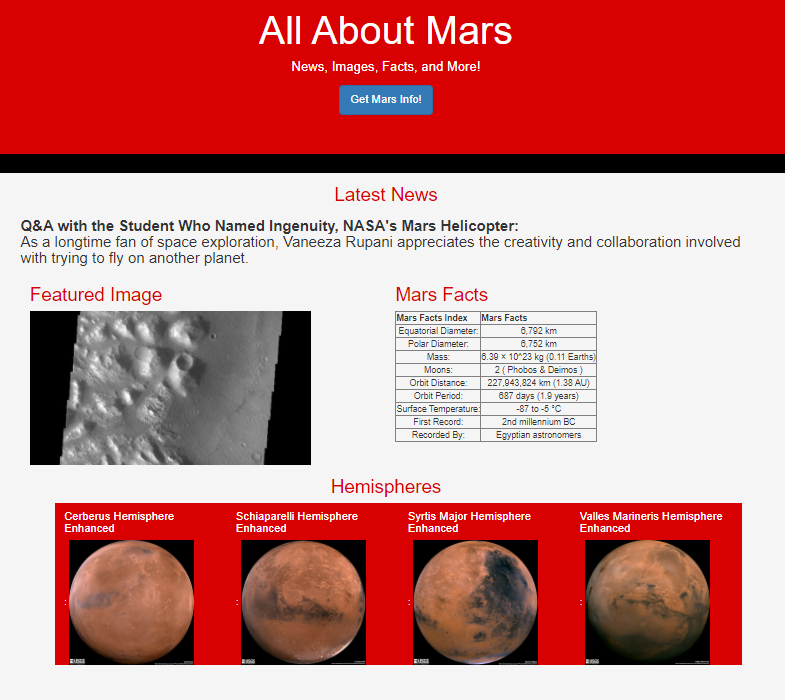 All About Mars
News, Images, Facts, and More!
Get Mars Info!
Latest News
Q&A with the Student Who Named Ingenuity, NASA's Mars Helicopter:
As a longtime fan of space exploration, Vaneeza Rupani appreciates the creativity and collaboration involved
with trying to fly on another planet.
Featured Image
Mars Facts
Mars Facts Index Mars Facts
Equatorial Diameter: 6,792 km
Polar Diameter: 6,752 km
Mass: 6.39 × 10^23 kg (0.11 Earths)
Moons: 2 ( Phobos & Deimos )
Orbit Distance: 227,943,824 km (1.38 AU)
Orbit Period: 687 days (1.9 years)
Surface Temperature: -87 to -5 °C
First Record: 2nd millennium BC
Recorded By: Egyptian astronomers
Hemispheres
Cerberus Hemisphere
Enhanced
:
Schiaparelli Hemisphere
Enhanced
:
Syrtis Major Hemisphere
Enhanced
:
Valles Marineris Hemisphere
Enhanced
:
USGS
USGS
USGS
USGS